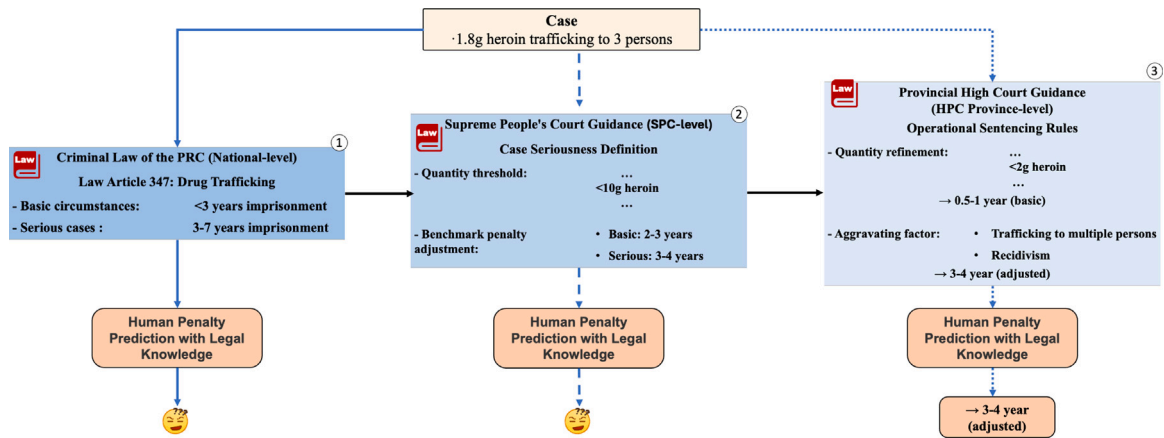 Case
·1.8g heroin trafficking to 3 persons
①
Law
Criminal Law of the PRC (National-level)
Law Article 347: Drug Trafficking
- Basic circumstances: <3 years imprisonment
- Serious cases : 3-7 years imprisonment
Human Penalty
Prediction with Legal
Knowledge
???
②
Law
Supreme People's Court Guidance (SPC-level)
Case Seriousness Definition
- Quantity threshold: ...
<10g heroin
...
- Benchmark penalty
adjustment:
• Basic: 2-3 years
• Serious: 3-4 years
Human Penalty
Prediction with Legal
Knowledge
???
③
Law
Provincial High Court Guidance
(HPC Province-level)
Operational Sentencing Rules
- Quantity refinement: ...
<2g heroin
...
→ 0.5-1 year (basic)
- Aggravating factor: • Trafficking to multiple persons
• Recidivism
→ 3-4 year (adjusted)
Human Penalty
Prediction with Legal
Knowledge
→ 3-4 year
(adjusted)